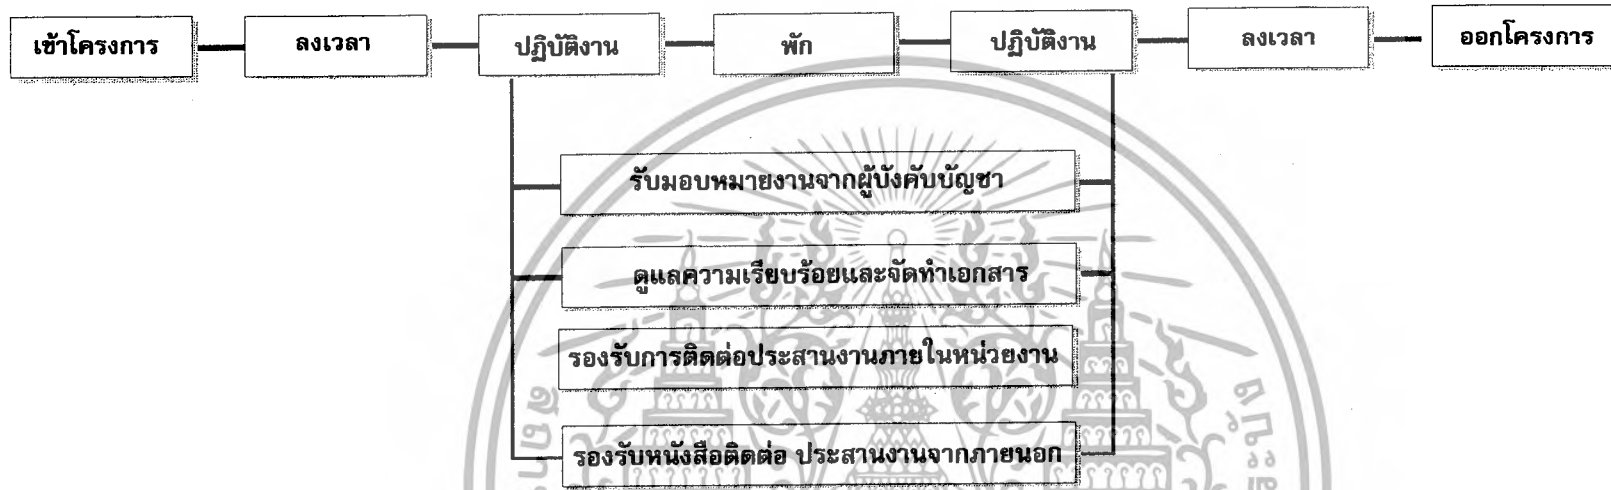 เข้าโครงการ ลงเวลา ปฏิบัติงาน พัก ปฏิบัติงาน ลงเวลา ออกโครงการ
รับมอบหมายงานจากผู้บังคับบัญชา
ดูแลความเรียบร้อยและจัดทำเอกสาร
รองรับการติดต่อประสานงานภายในหน่วยงาน
รองรับหนังสือติดต่อ ประสานงานจากภายนอก